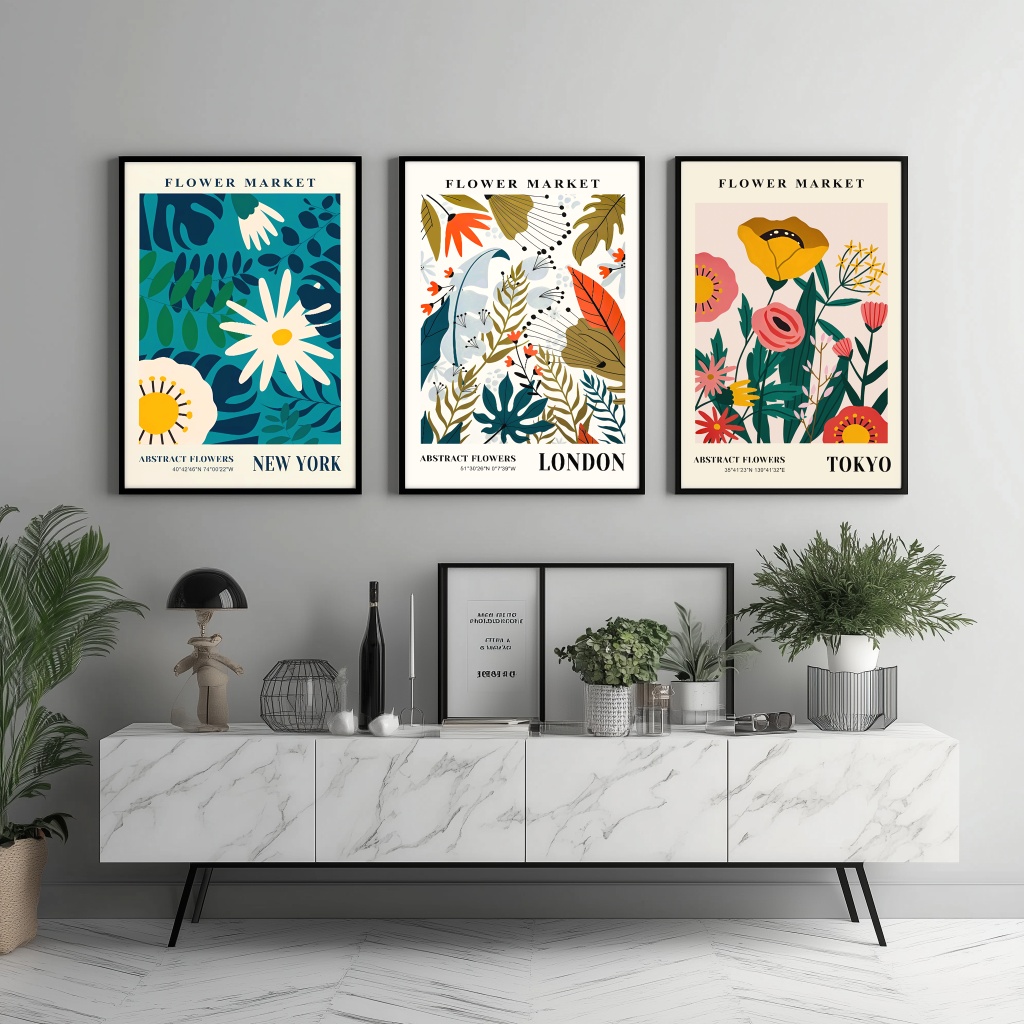 FLOWER MARKET
ABSTRACT FLOWERS
40°42'46"N 74°00'22"W
NEW YORK
FLOWER MARKET
ABSTRACT FLOWERS
51°30'26"N 0°7'39"W
LONDON
FLOWER MARKET
ABSTRACT FLOWERS
35°41'23"N 139°41'32"E
TOKYO